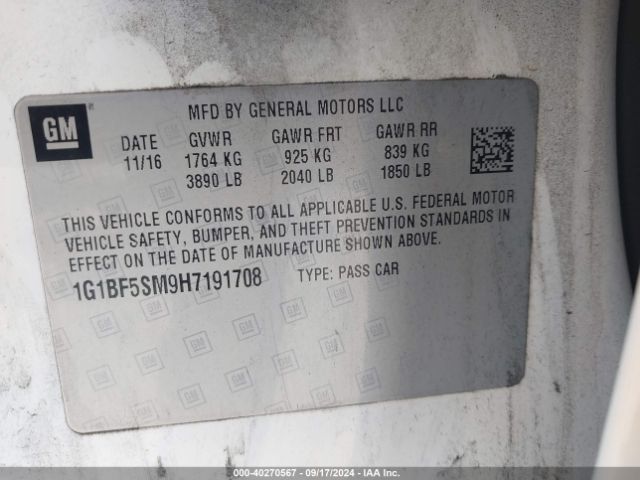 GM
MFD BY GENERAL MOTORS LLC
DATE GVWR GAWR FRT GAWR RR
11/16 1764 KG 925 KG 839 KG
3890 LB 2040 LB 1850 LB
THIS VEHICLE CONFORMS TO ALL APPLICABLE U.S. FEDERAL MOTOR
VEHICLE SAFETY, BUMPER, AND THEFT PREVENTION STANDARDS IN
EFFECT ON THE DATE OF MANUFACTURE SHOWN ABOVE.
1G1BF5SM9H7191708 TYPE: PASS CAR
000-40270567 - 09/17/2024 - IAA Inc.